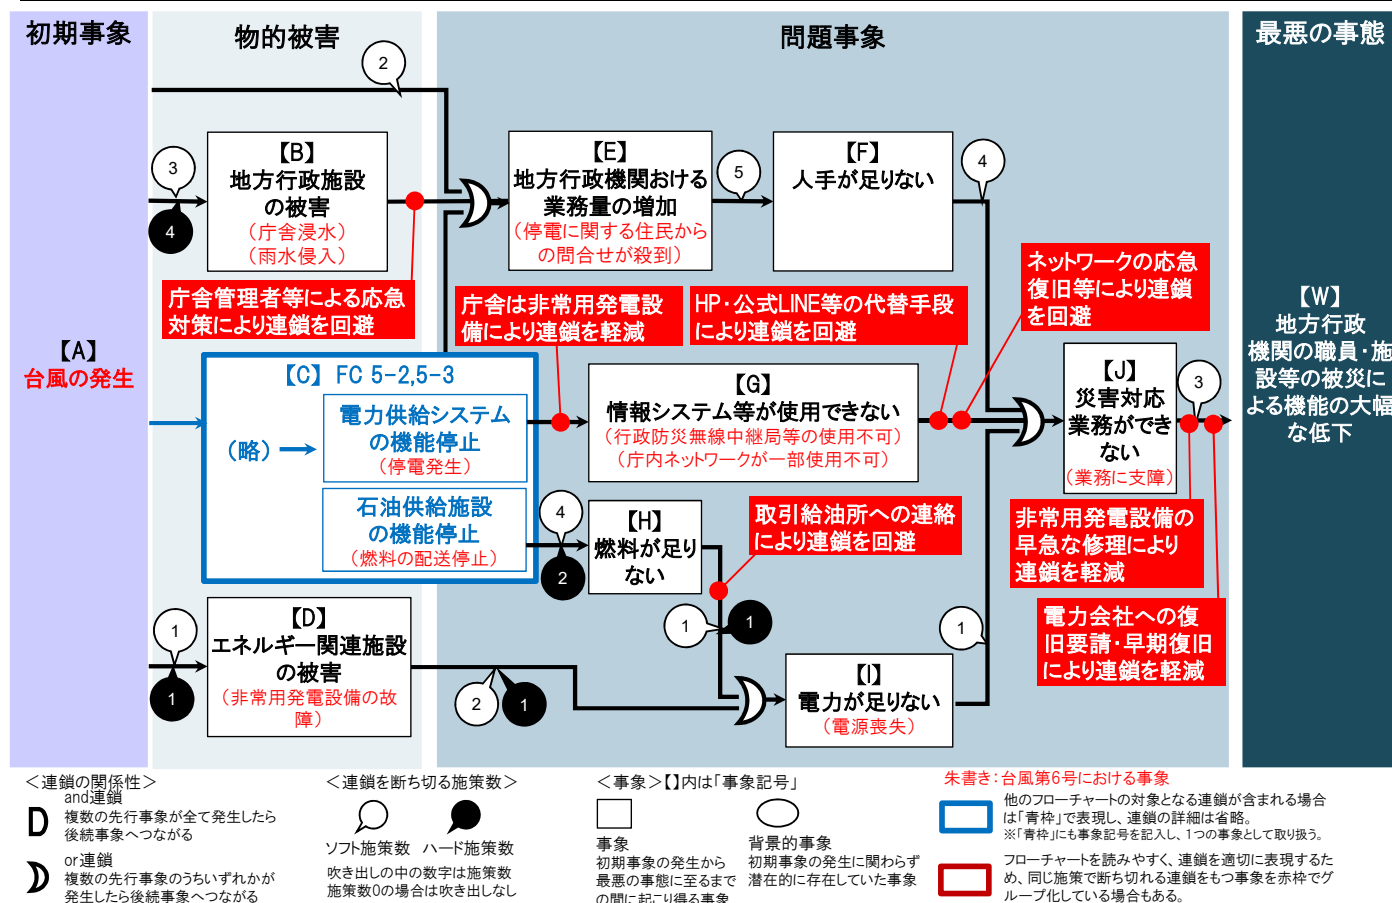 初期事象
物的被害
問題事象
最悪の事態
2
3
4
【B】
地方行政施設
の被害
（庁舎浸水）
（雨水侵入）
【E】
地方行政機関おける
業務量の増加
（停電に関する住民から
の問合せが殺到）
5
【F】
人手が足りない
4
庁舎管理者等による応急
対策により連鎖を回避
庁舎は非常用発電設
備により連鎖を軽減
HP・公式LINE等の代替手段
により連鎖を回避
ネットワークの応急
復旧等により連鎖
を回避
【A】
台風の発生
【C】 FC 5-2,5-3
（略）
電力供給システム
の機能停止
（停電発生）
石油供給施設
の機能停止
（燃料の配送停止）
【G】
情報システム等が使用できない
（行政防災無線中継局等の使用不可）
（庁内ネットワークが一部使用不可）
【J】
災害対応
業務ができ
ない
（業務に支障）
3
【W】
地方行政
機関の職員・施
設等の被災に
よる機能の大幅
な低下
4
2
【H】
燃料が足り
ない
取引給油所への連絡
により連鎖を回避
非常用発電設備の
早急な修理により
連鎖を軽減
電力会社への復
旧要請・早期復旧
により連鎖を軽減
1
1
【D】
エネルギー関連施設
の被害
（非常用発電設備の故
障）
2
1
1
1
【I】
電力が足りない
（電源喪失）
1
＜連鎖の関係性＞
and連鎖
複数の先行事象が全て発生したら
後続事象へつながる
or連鎖
複数の先行事象のうちいずれかが
発生したら後続事象へつながる
＜連鎖を断ち切る施策数＞
ソフト施策数 ハード施策数
吹き出しの中の数字は施策数
施策数0の場合は吹き出しなし
＜事象＞【】内は「事象記号」
事象
初期事象の発生から
最悪の事態に至るまで
の間に起こり得る事象
背景的事象
初期事象の発生に関わらず
潜在的に存在していた事象
朱書き：台風第6号における事象
他のフローチャートの対象となる連鎖が含まれる場合
は「青枠」で表現し、連鎖の詳細は省略。
※「青枠」にも事象記号を記入し、1つの事象として取り扱う。
フローチャートを読みやすく、連鎖を適切に表現するた
め、同じ施策で断ち切れる連鎖をもつ事象を赤枠でグ
ループ化している場合もある。